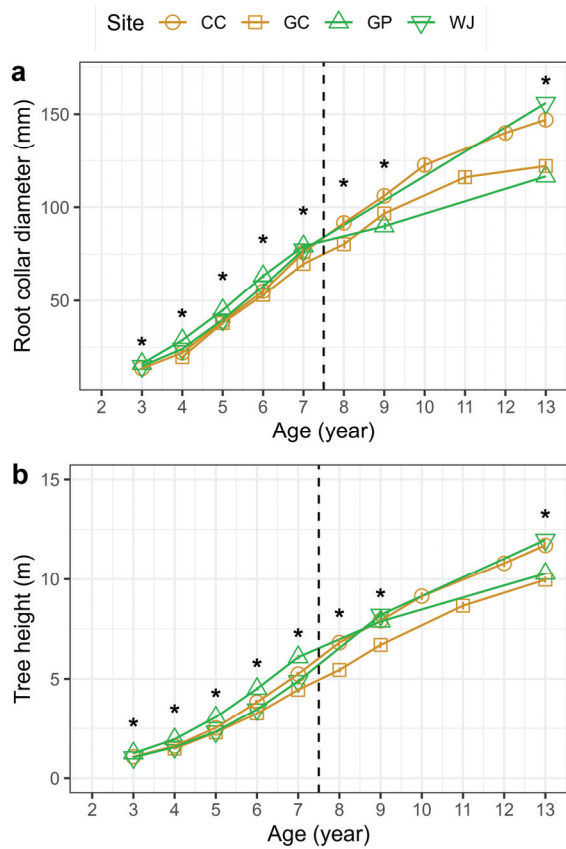 Site CC GC GP WJ
a
Root collar diameter (mm)
150
100
50
* * * * * * * *
2 3 4 5 6 7 8 9 10 11 12 13
Age (year)
b
Tree height (m)
15
10
5
0
* * * * * * * *
2 3 4 5 6 7 8 9 10 11 12 13
Age (year)